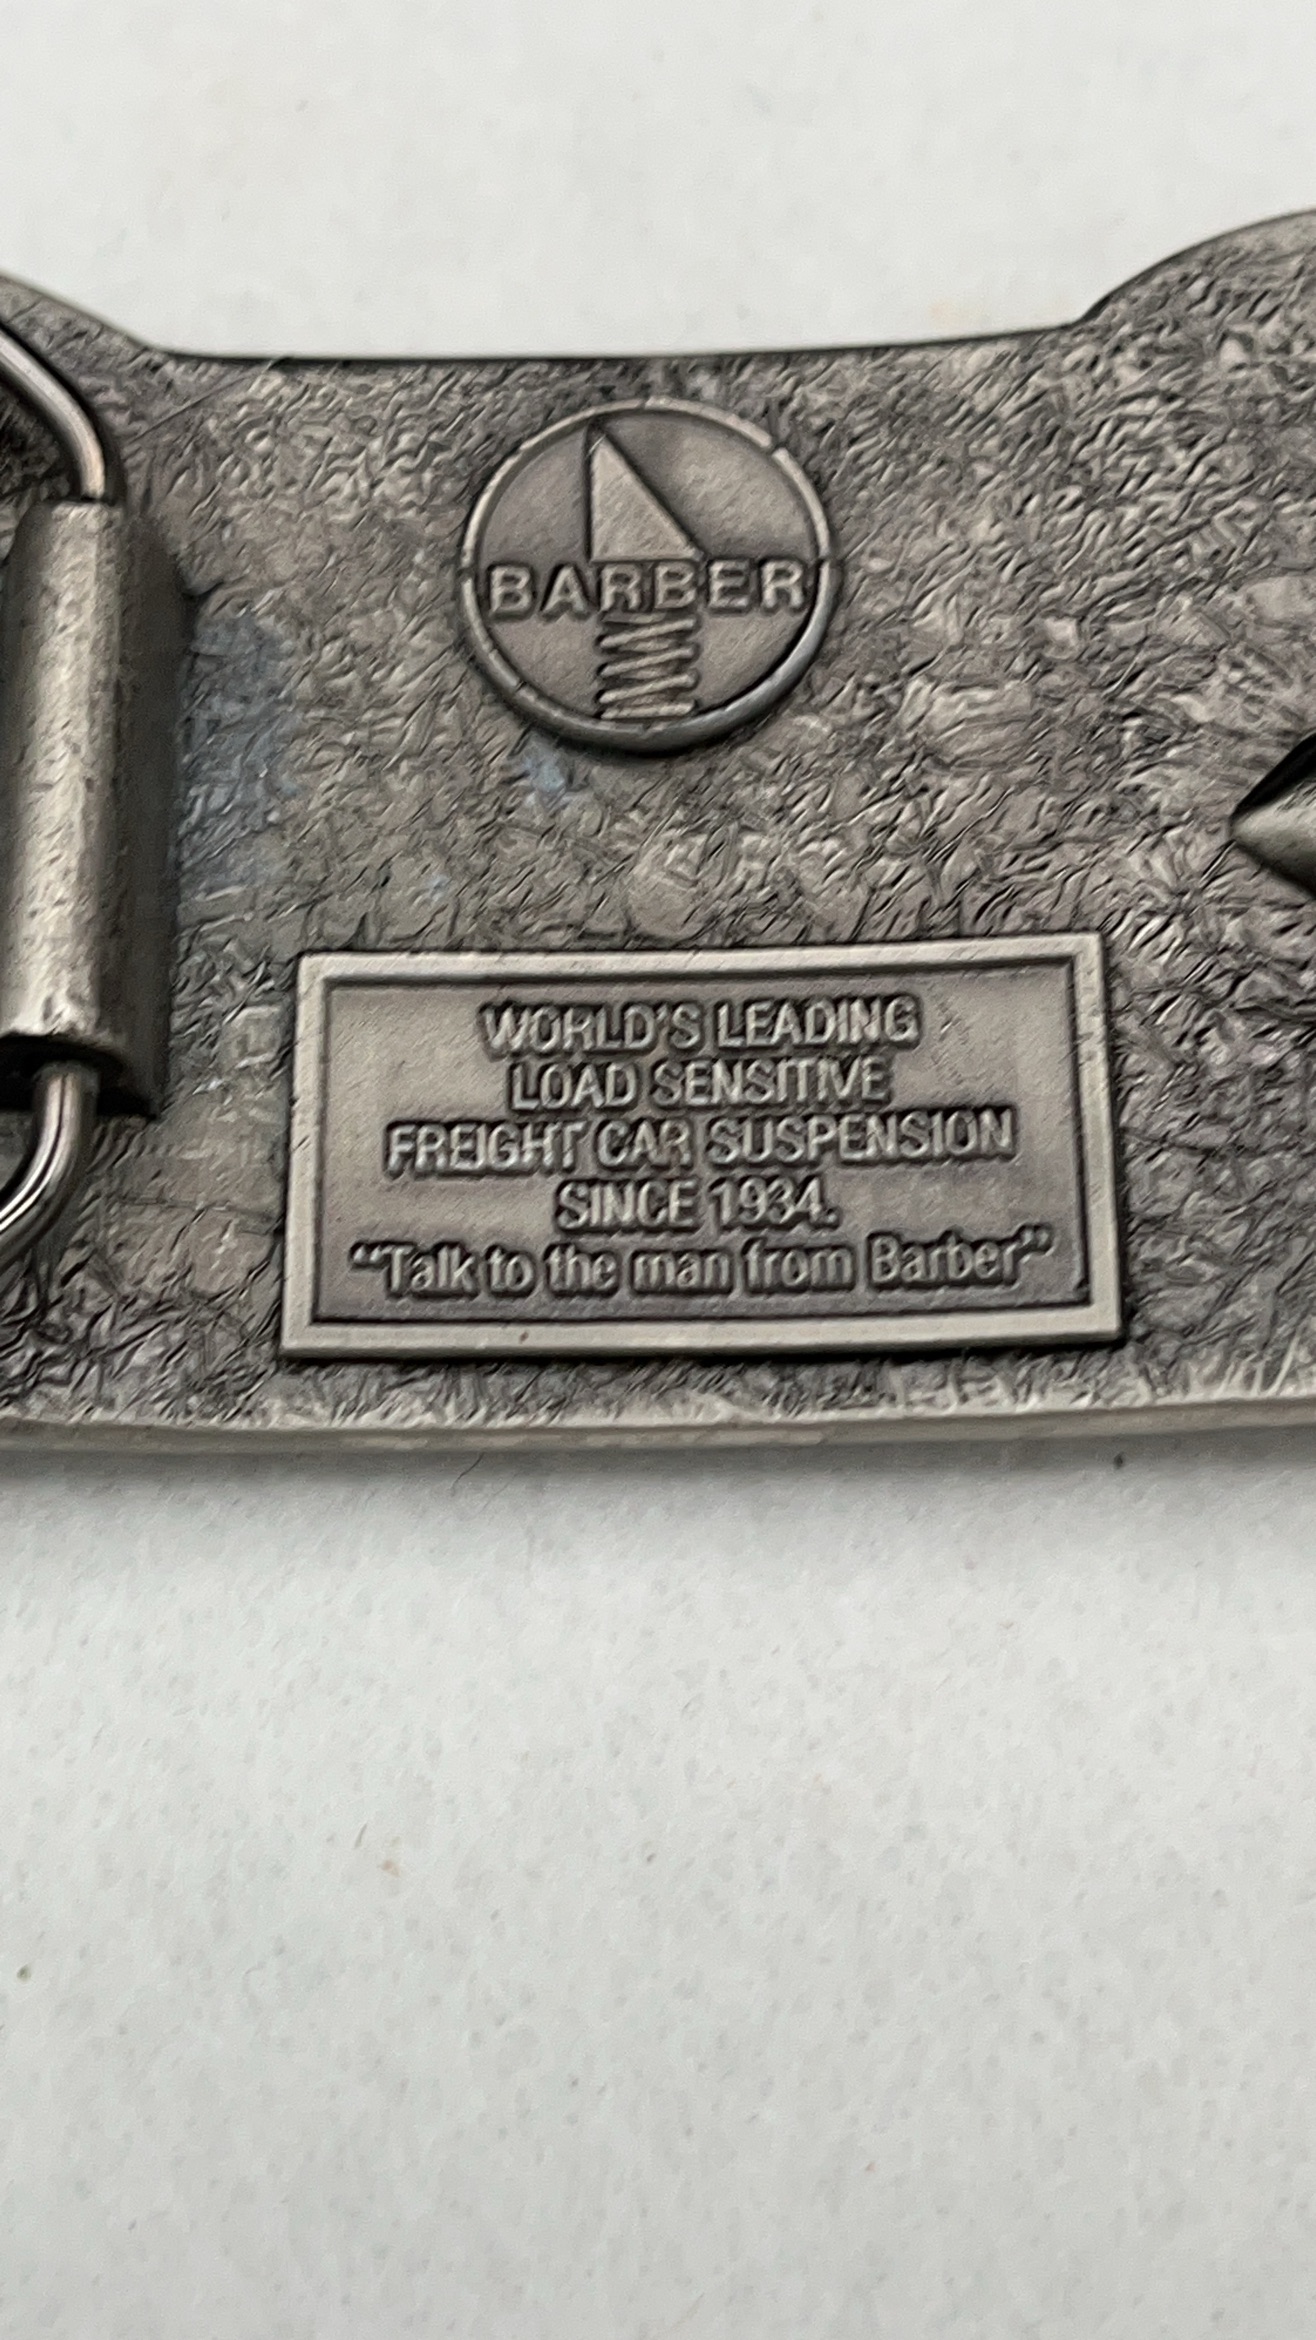 BARBER
WORLD'S LEADING
LOAD SENSITIVE
FREIGHT CAR SUSPENSION
SINCE 1934.
“Talk to the man from Barber”